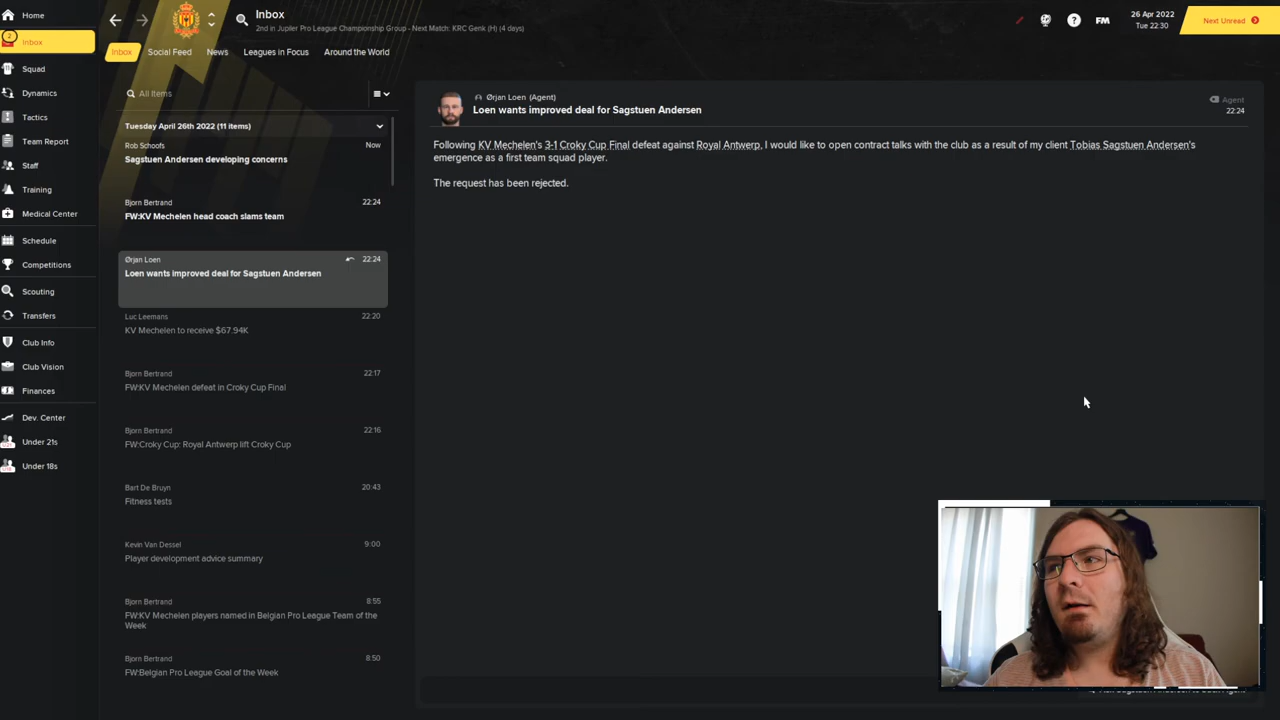 Home
Inbox
2nd in Jupiler Pro League Championship Group - Next Match: KRC Genk (H) (4 days)
FM
26 Apr 2022
Tue 22:30
Next Unread
2
Inbox
Inbox
Social Feed
News
Leagues in Focus
Around the World
Squad
Dynamics
Tactics
Team Report
Staff
Training
Medical Center
Schedule
Competitions
Scouting
Transfers
Club Info
Club Vision
Finances
Dev. Center
Under 21s
Under 18s
All Items
Tuesday April 26th 2022 (11 items)
Rob Schoofs
Now
Sagstuen Andersen developing concerns
Bjorn Bertrand
22:24
FW:KV Mechelen head coach slams team
Ørjan Loen
22:24
Loen wants improved deal for Sagstuen Andersen
Luc Leemans
22:20
KV Mechelen to receive $67.94K
Bjorn Bertrand
22:17
FW:KV Mechelen defeat in Croky Cup Final
Bjorn Bertrand
22:16
FW:Croky Cup: Royal Antwerp lift Croky Cup
Bart De Bruyn
20:43
Fitness tests
Kevin Van Dessel
9:00
Player development advice summary
Bjorn Bertrand
8:55
FW:KV Mechelen players named in Belgian Pro League Team of the
Week
Bjorn Bertrand
8:50
FW:Belgian Pro League Goal of the Week
Ørjan Loen (Agent)
Loen wants improved deal for Sagstuen Andersen
Agent
22:24
Following KV Mechelen's 3-1 Croky Cup Final defeat against Royal Antwerp, I would like to open contract talks with the club as a result of my client Tobias Sagstuen Andersen's
emergence as a first team squad player.
The request has been rejected.